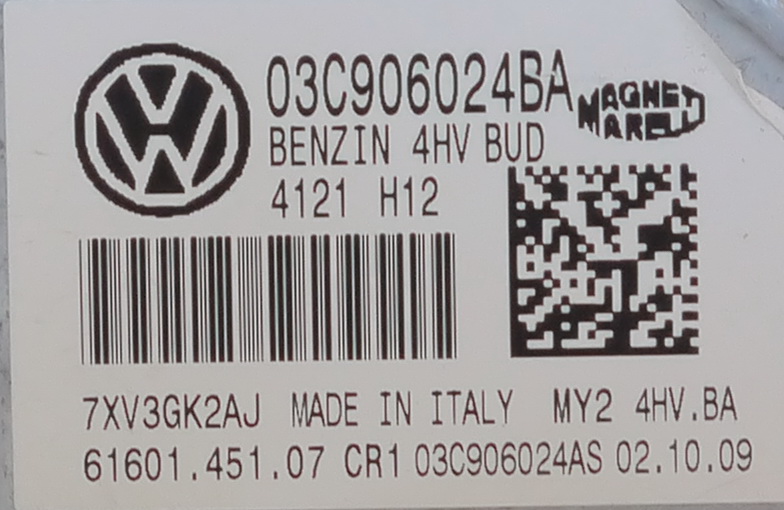 03C906024BA
MAGNETI
MARELLI
BENZIN 4HV BUD
4121 H12
7XV3GK2AJ MADE IN ITALY MY2 4HV.BA
61601.451.07 CR1 03C906024AS 02.10.09